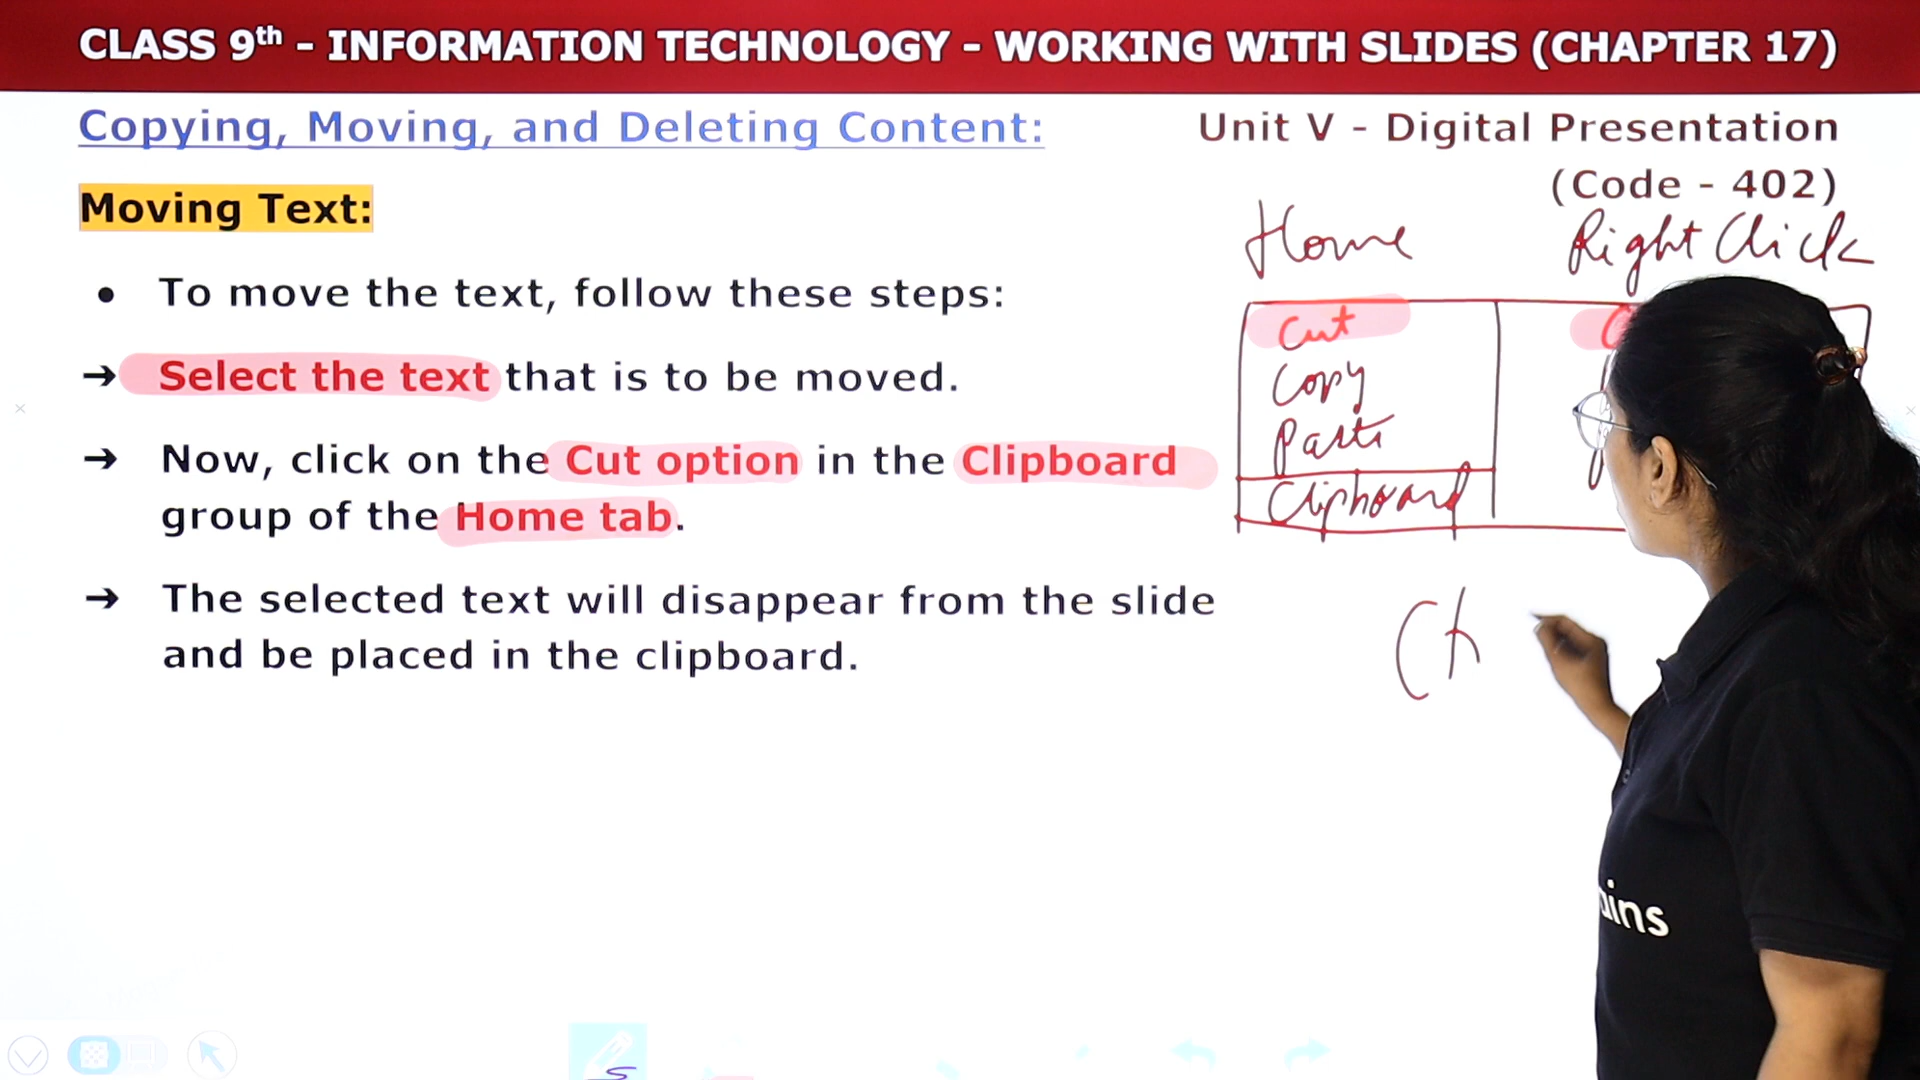 CLASS 9th - INFORMATION TECHNOLOGY - WORKING WITH SLIDES (CHAPTER 17)
Copying, Moving, and Deleting Content:
Unit V - Digital Presentation
(Code - 402)
Moving Text:
● To move the text, follow these steps:
➔ Select the text that is to be moved.
➔ Now, click on the Cut option in the Clipboard
group of the Home tab.
➔ The selected text will disappear from the slide
and be placed in the clipboard.
Home
Right Click
Cut
Copy
Paste
Clipboard
ains